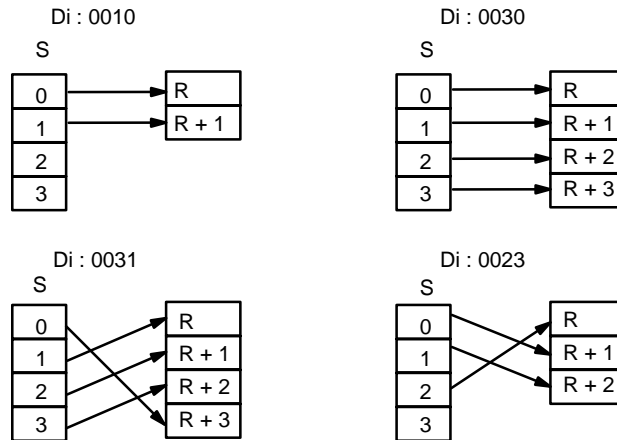 Di : 0010
S
0
1
2
3
R
R + 1
Di : 0030
S
0
1
2
3
R
R + 1
R + 2
R + 3
Di : 0031
S
0
1
2
3
R
R + 1
R + 2
R + 3
Di : 0023
S
0
1
2
3
R
R + 1
R + 2